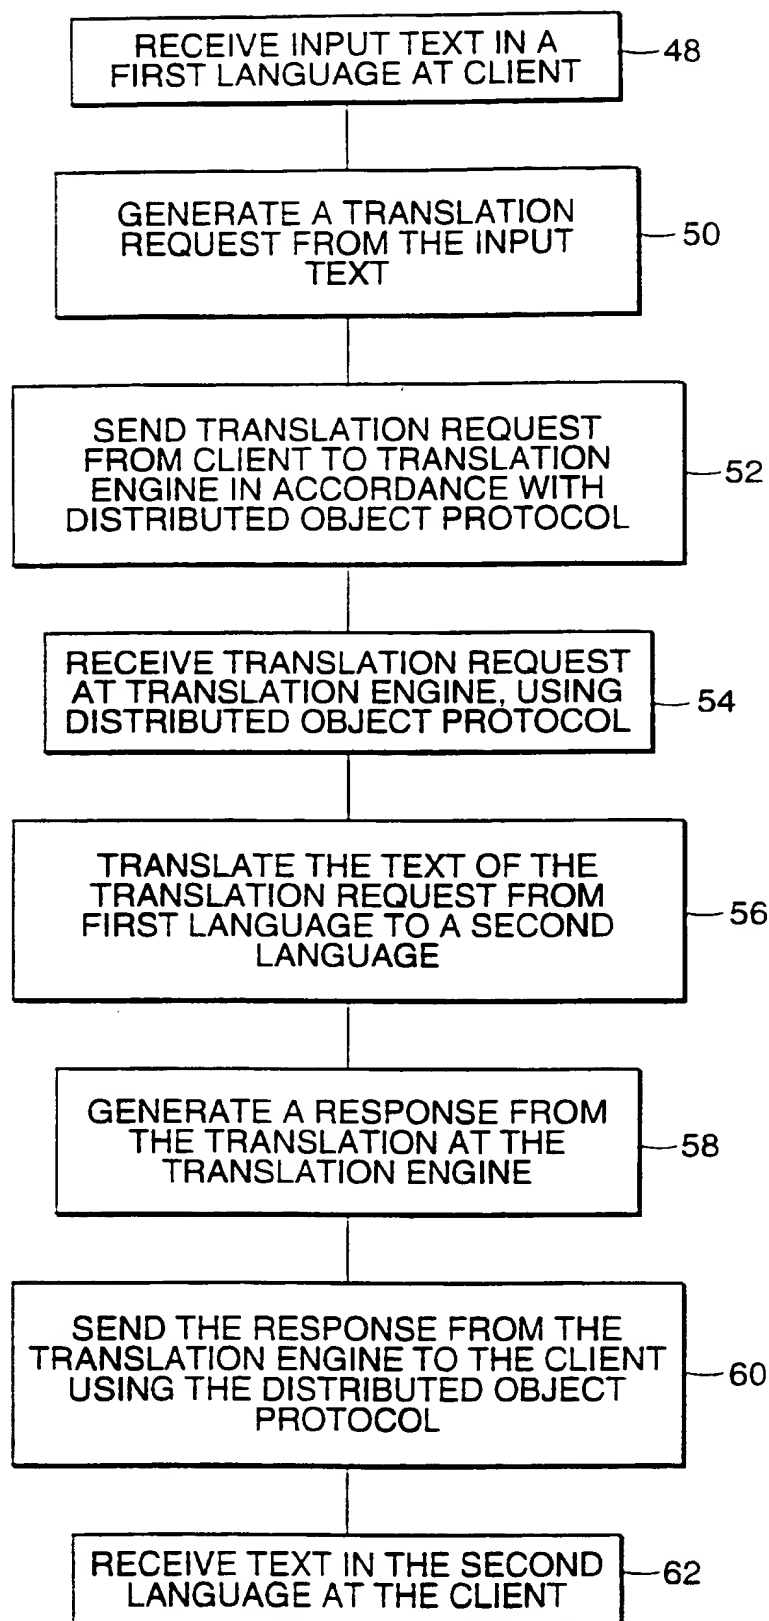 RECEIVE INPUT TEXT IN A
FIRST LANGUAGE AT CLIENT
48
GENERATE A TRANSLATION
REQUEST FROM THE INPUT
TEXT
50
SEND TRANSLATION REQUEST
FROM CLIENT TO TRANSLATION
ENGINE IN ACCORDANCE WITH
DISTRIBUTED OBJECT PROTOCOL
52
RECEIVE TRANSLATION REQUEST
AT TRANSLATION ENGINE, USING
DISTRIBUTED OBJECT PROTOCOL
54
TRANSLATE THE TEXT OF THE
TRANSLATION REQUEST FROM
FIRST LANGUAGE TO A SECOND
LANGUAGE
56
GENERATE A RESPONSE FROM
THE TRANSLATION AT THE
TRANSLATION ENGINE
58
SEND THE RESPONSE FROM THE
TRANSLATION ENGINE TO THE CLIENT
USING THE DISTRIBUTED OBJECT
PROTOCOL
60
RECEIVE TEXT IN THE SECOND
LANGUAGE AT THE CLIENT
62